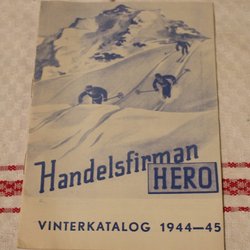 Handelsfirman
HERO
VINTERKATALOG 1944—45